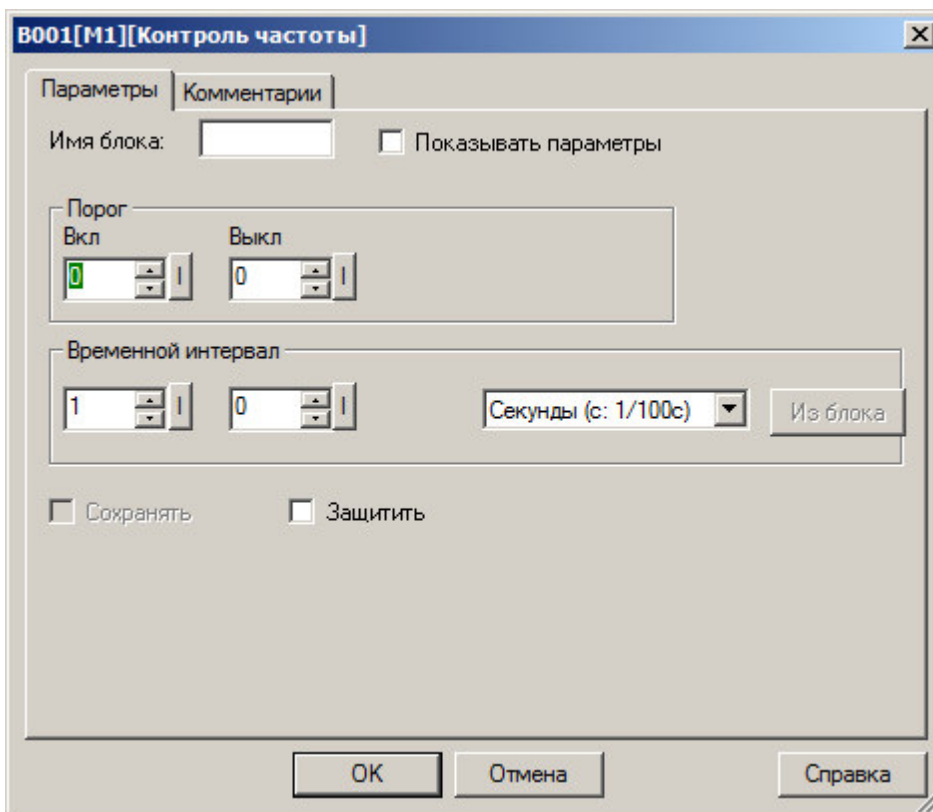 B001[M1][Контроль частоты]
Параметры Комментарии
Имя блока: Показывать параметры
Порог
Вкл Выкл
0 I 0 I
Временной интервал
1 I 0 I Секунды (с: 1/100с) Из блока
Сохранять Защитить
OK Отмена Справка